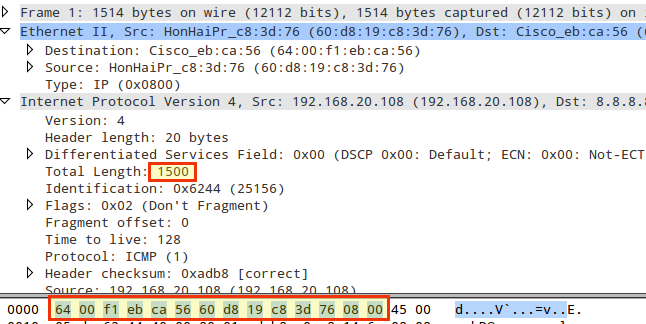 Frame 1: 1514 bytes on wire (12112 bits), 1514 bytes captured (12112 bits) on
Ethernet II, Src: HonHaiPr_c8:3d:76 (60:d8:19:c8:3d:76), Dst: Cisco_eb:ca:56 (6
Destination: Cisco_eb:ca:56 (64:00:f1:eb:ca:56)
Source: HonHaiPr_c8:3d:76 (60:d8:19:c8:3d:76)
Type: IP (0x0800)
Internet Protocol Version 4, Src: 192.168.20.108 (192.168.20.108), Dst: 8.8.8.8
Version: 4
Header length: 20 bytes
Differentiated Services Field: 0x00 (DSCP 0x00: Default; ECN: 0x00: Not-ECT
Total Length: 1500
Identification: 0x6244 (25156)
Flags: 0x02 (Don't Fragment)
Fragment offset: 0
Time to live: 128
Protocol: ICMP (1)
Header checksum: 0xadb8 [correct]
Source: 192.168.20.108 (192.168.20.108)
0000 64 00 f1 eb ca 56 60 d8 19 c8 3d 76 08 00 45 00 d....V`...=v..E.